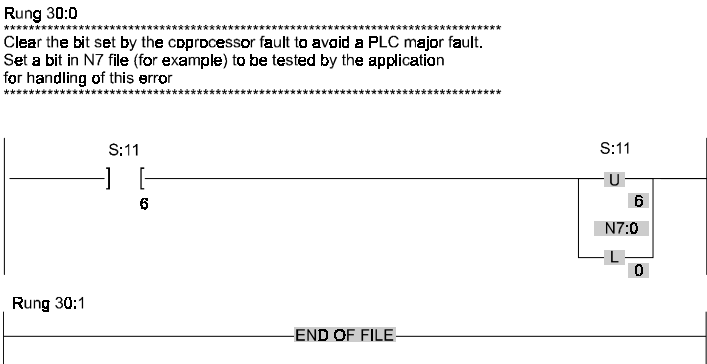 Rung 30:0
*******************************************************************************
Clear the bit set by the coprocessor fault to avoid a PLC major fault.
Set a bit in N7 file (for example) to be tested by the application
for handling of this error
*******************************************************************************
S:11
S:11
] [
U
6
6
N7:0
L
0
Rung 30:1
END OF FILE